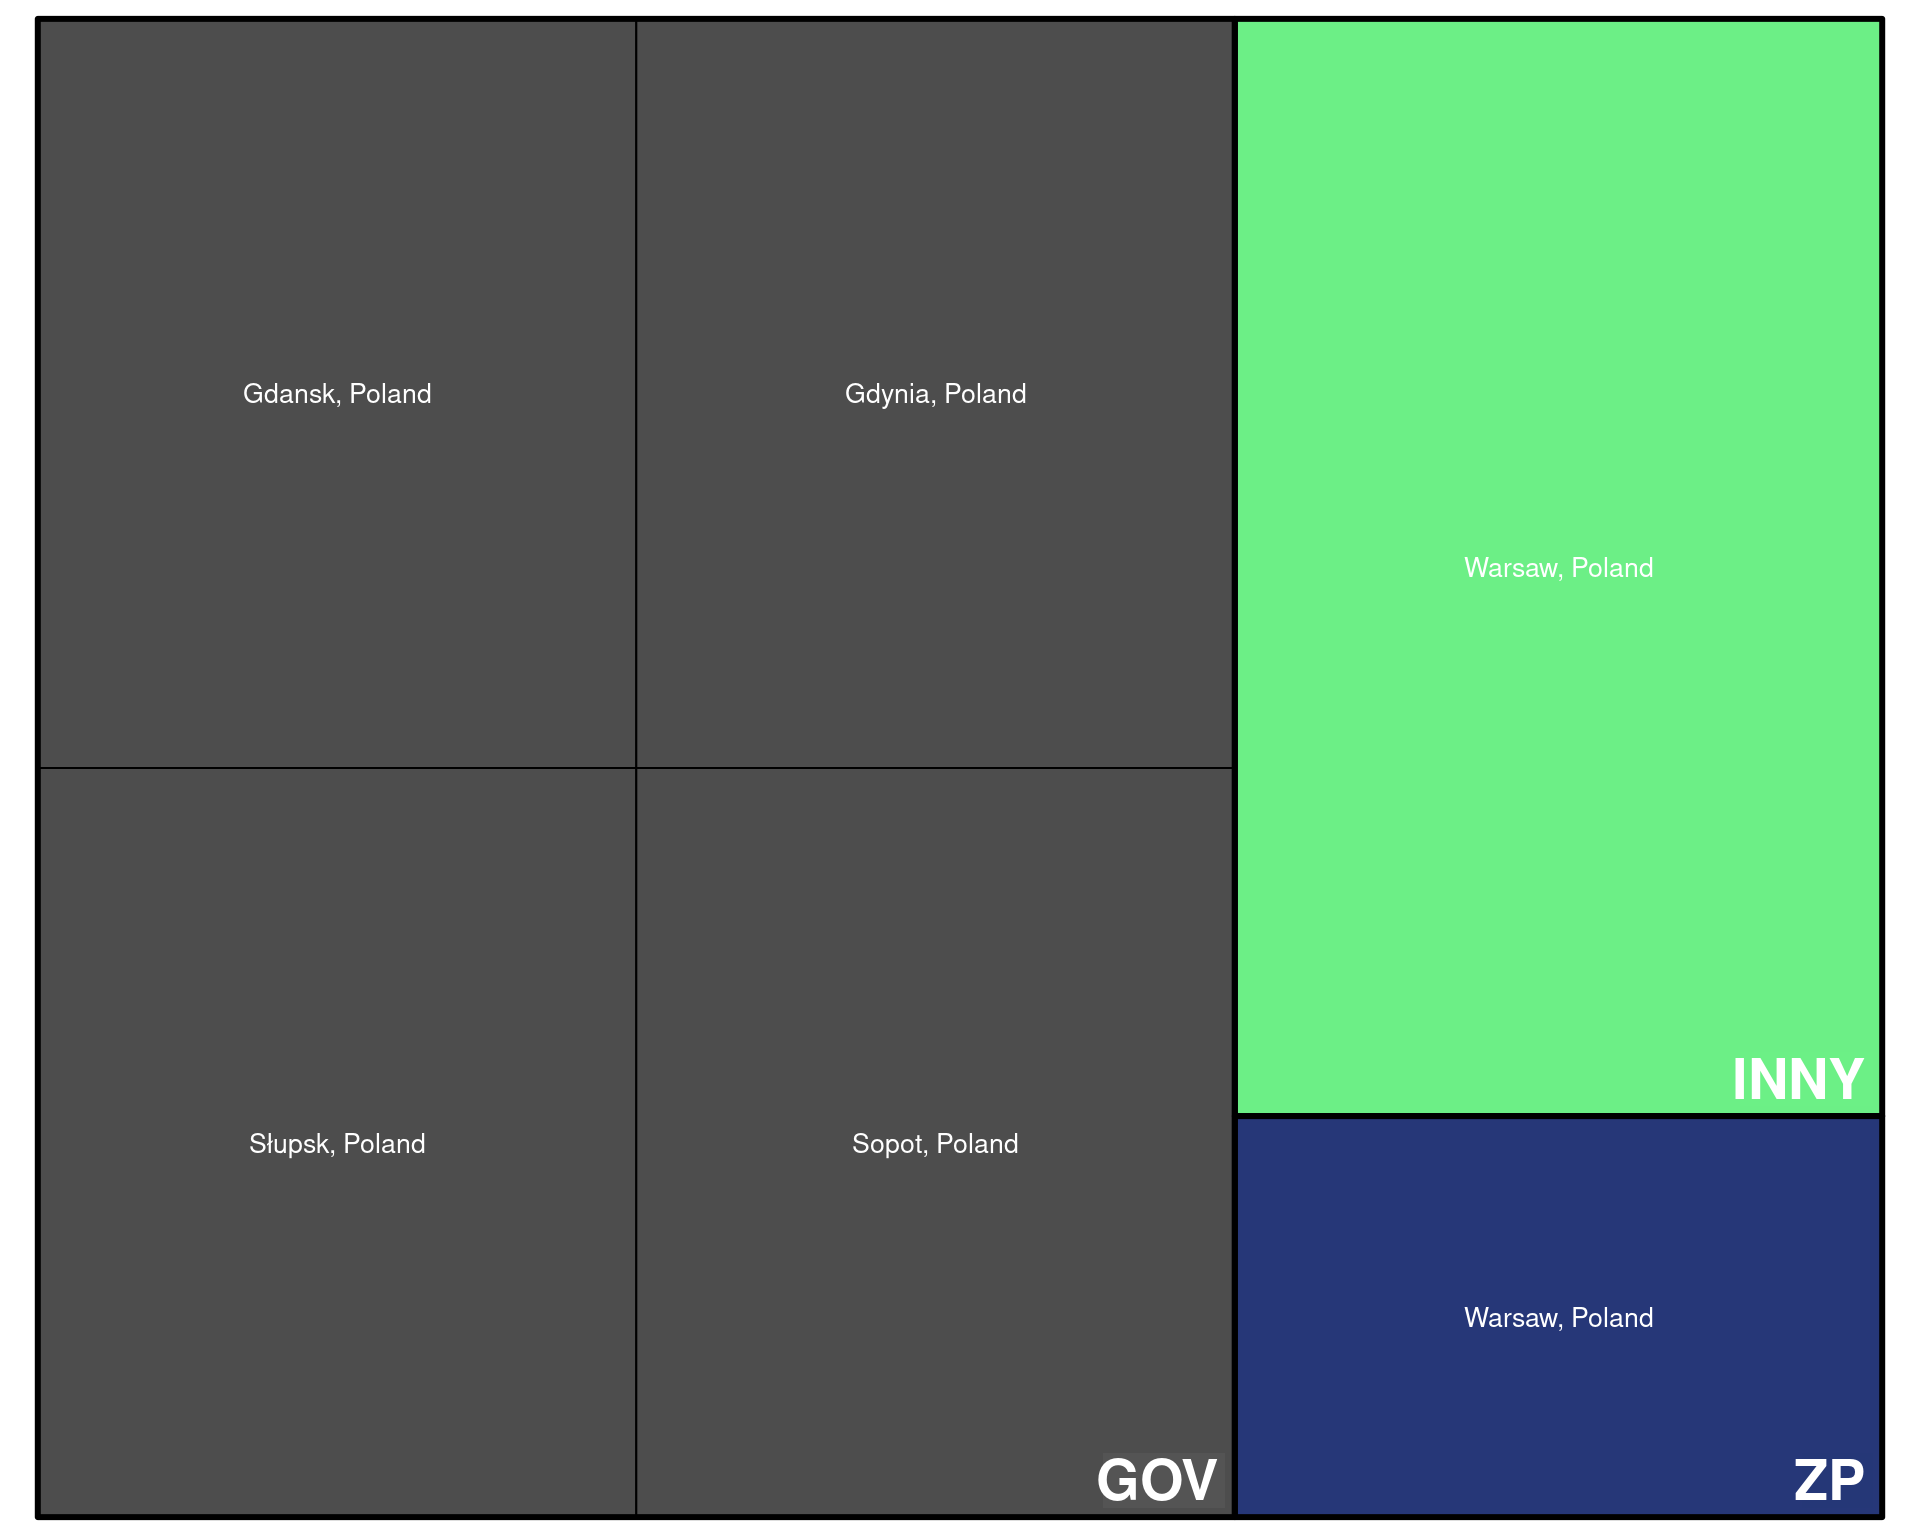 Gdansk, Poland
Gdynia, Poland
Słupsk, Poland
Sopot, Poland
GOV
Warsaw, Poland
INNY
Warsaw, Poland
ZP